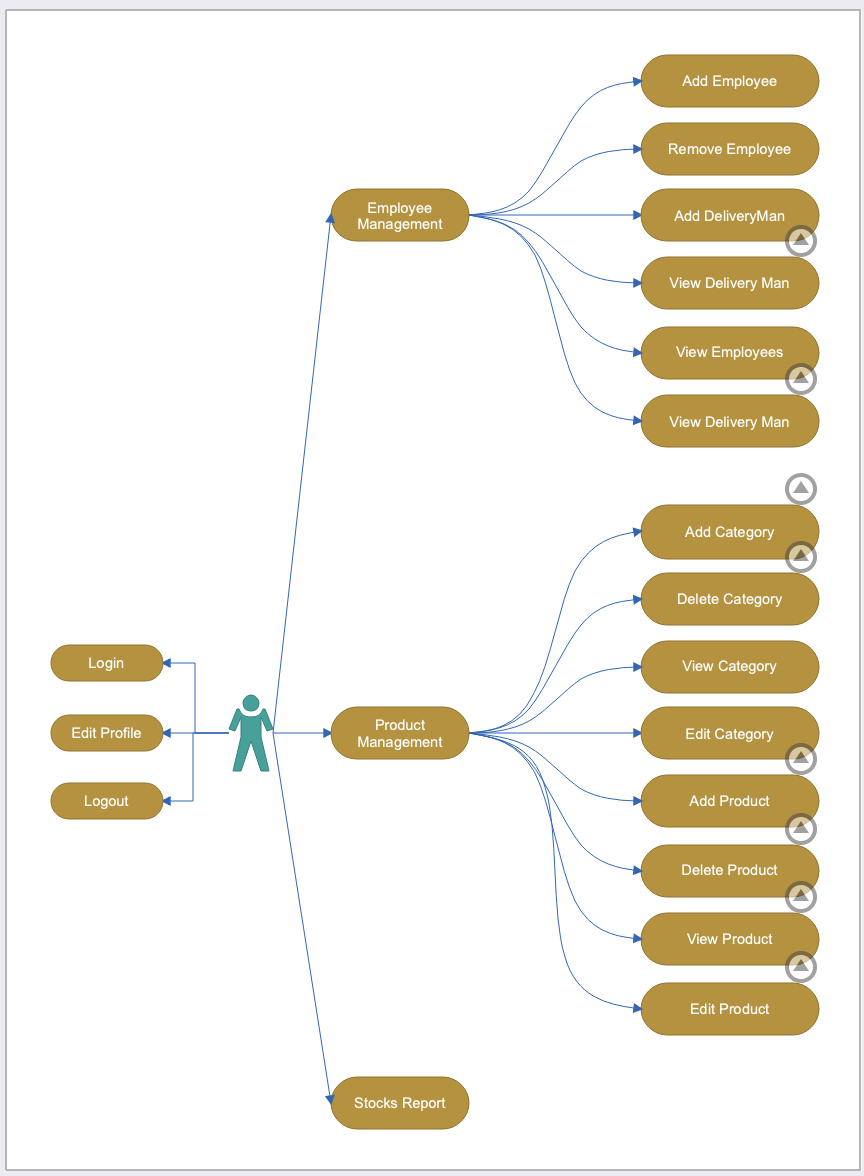 Add Employee
Remove Employee
Employee
Management
Add DeliveryMan
View Delivery Man
View Employees
View Delivery Man
Add Category
Delete Category
Login
View Category
Edit Profile
Product
Management
Edit Category
Logout
Add Product
Delete Product
View Product
Edit Product
Stocks Report